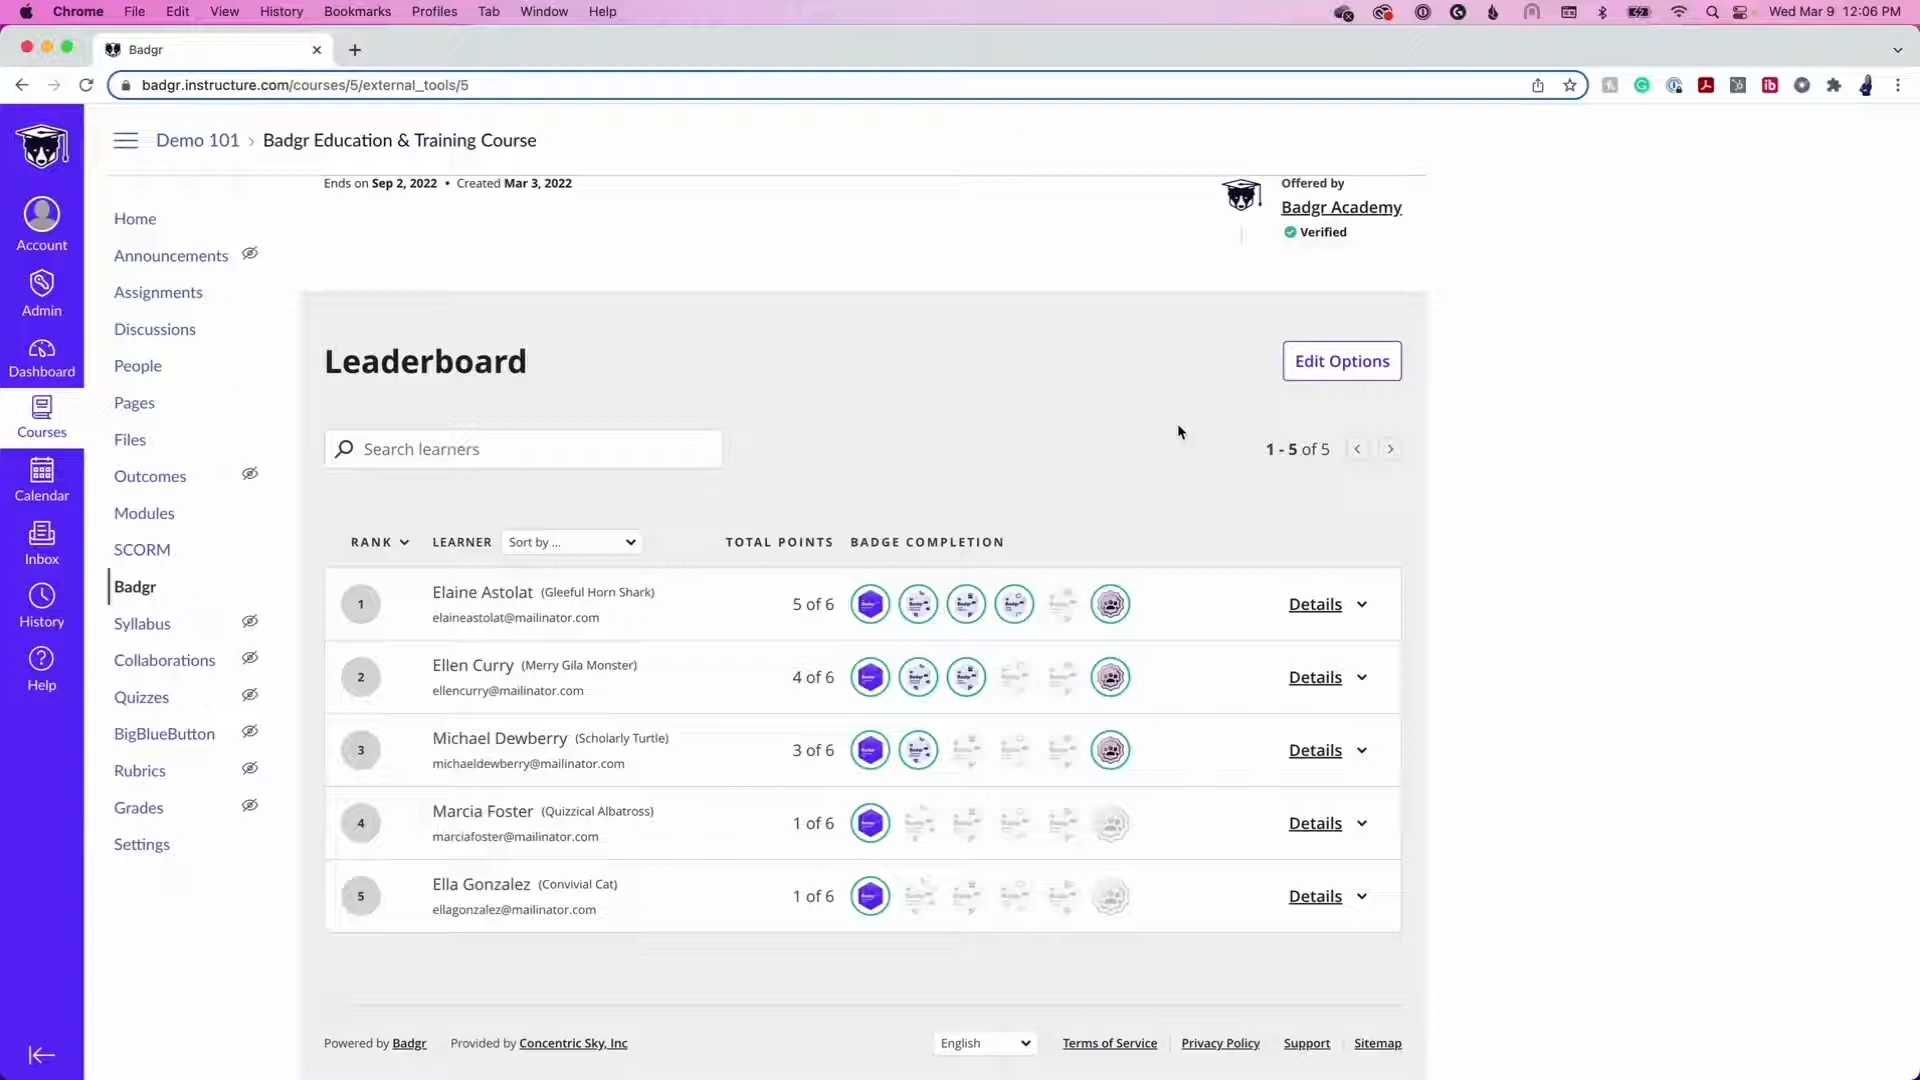 Chrome File Edit View History Bookmarks Profiles Tab Window Help Wed Mar 9 12:06 PM
Badgr
badgr.instructure.com/courses/5/external_tools/5
Demo 101 › Badgr Education & Training Course
Ends on Sep 2, 2022 • Created Mar 3, 2022
Offered by
Badgr Academy
Verified
Account
Admin
Dashboard
Courses
Calendar
Inbox
History
Help
Home
Announcements
Assignments
Discussions
People
Pages
Files
Outcomes
Modules
SCORM
Badgr
Syllabus
Collaborations
Quizzes
BigBlueButton
Rubrics
Grades
Settings
Leaderboard
Edit Options
Search learners
1 - 5 of 5
RANK LEARNER Sort by ... TOTAL POINTS BADGE COMPLETION
1 Elaine Astolat (Gleeful Horn Shark) 5 of 6 Details
elaineastolat@mailinator.com
2 Ellen Curry (Merry Gila Monster) 4 of 6 Details
ellencurry@mailinator.com
3 Michael Dewberry (Scholarly Turtle) 3 of 6 Details
michaeldewberry@mailinator.com
4 Marcia Foster (Quizzical Albatross) 1 of 6 Details
marciafoster@mailinator.com
5 Ella Gonzalez (Convivial Cat) 1 of 6 Details
ellagonzalez@mailinator.com
Powered by Badgr Provided by Concentric Sky, Inc English Terms of Service Privacy Policy Support Sitemap